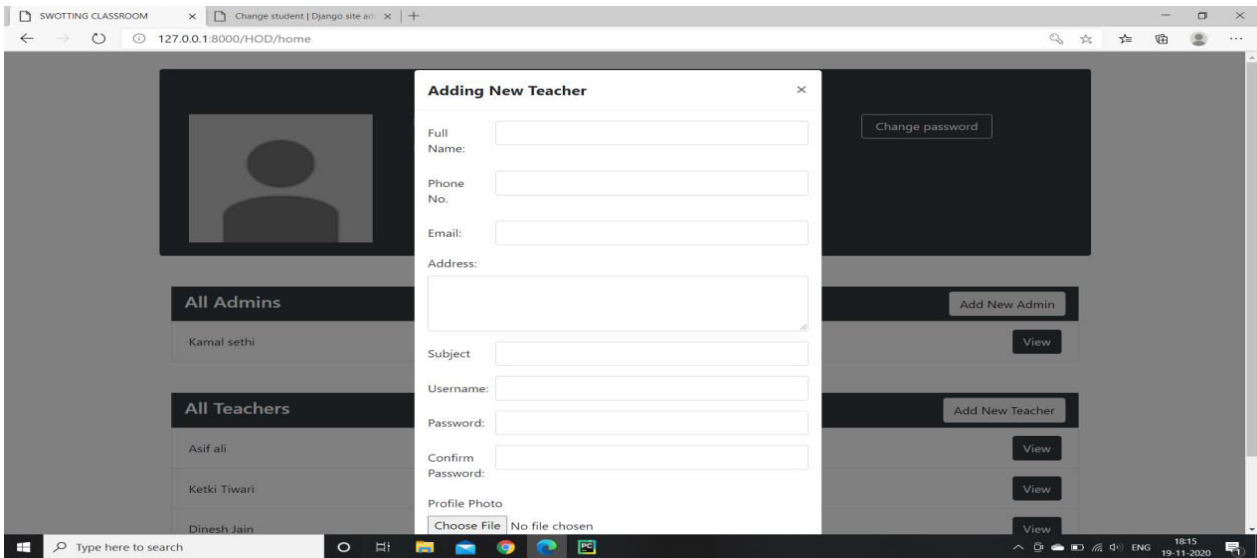 SWOTTING CLASSROOM
Change student | Django site ad
127.0.0.1:8000/HOD/home
Adding New Teacher
Change password
Full
Name:
Phone
No.
Email:
Address:
All Admins
Add New Admin
Kamal sethi
View
Subject
Username:
All Teachers
Add New Teacher
Password:
Asif ali
View
Confirm
Password:
Ketki Tiwari
View
Profile Photo
Choose File No file chosen
Dinesh Jain
View
Type here to search
ENG
18:15
19-11-2020